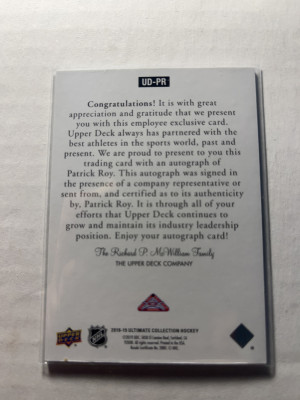 UD-PR
Congratulations! It is with great
appreciation and gratitude that we present
you with this employee exclusive card.
Upper Deck always has partnered with the
best athletes in the sports world, past and
present. We are proud to present to you this
trading card with an autograph of
Patrick Roy. This autograph was signed in
the presence of a company representative or
sent from, and certified as to its authenticity
by, Patrick Roy. It is through all of your
efforts that Upper Deck continues to
grow and maintain its industry leadership
position. Enjoy your autograph card!
The Richard P. McWilliam Family
THE UPPER DECK COMPANY
UPPER DECK
NHL
2018-19 ULTIMATE COLLECTION HOCKEY